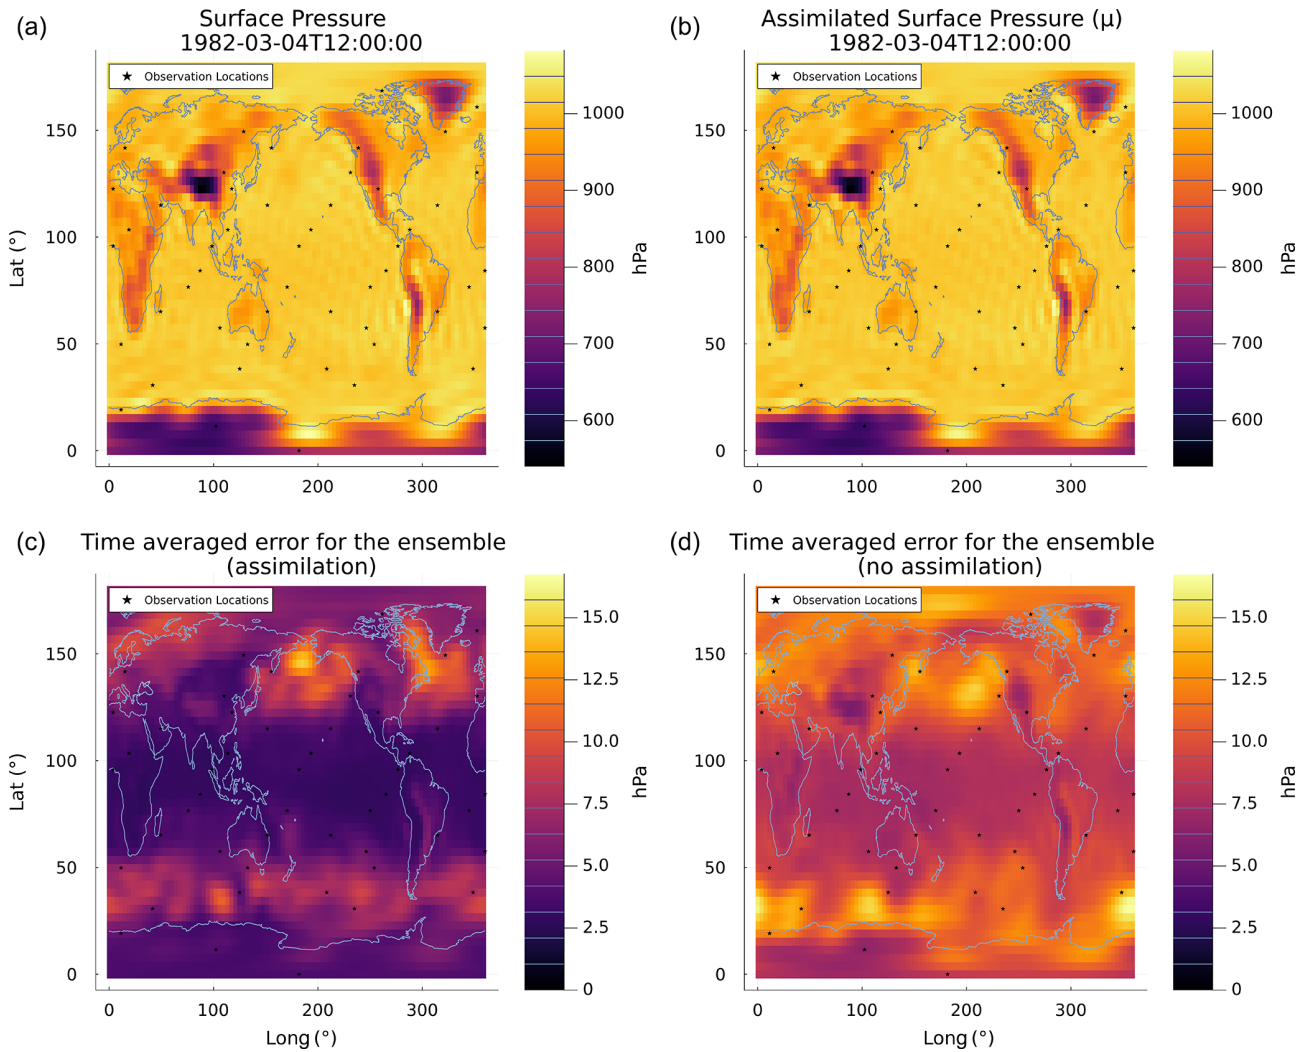 (a)
Surface Pressure
1982-03-04T12:00:00
Observation Locations
150
100
50
0
Lat (°)
0
100
200
300
1000
900
800
700
600
hPa
(b)
Assimilated Surface Pressure (μ)
1982-03-04T12:00:00
Observation Locations
150
100
50
0
0
100
200
300
1000
900
800
700
600
hPa
(c)
Time averaged error for the ensemble
(assimilation)
Observation Locations
150
100
50
0
Lat (°)
0
100
200
300
Long (°)
15.0
12.5
10.0
7.5
5.0
2.5
0
hPa
(d)
Time averaged error for the ensemble
(no assimilation)
Observation Locations
150
100
50
0
0
100
200
300
Long (°)
15.0
12.5
10.0
7.5
5.0
2.5
0
hPa